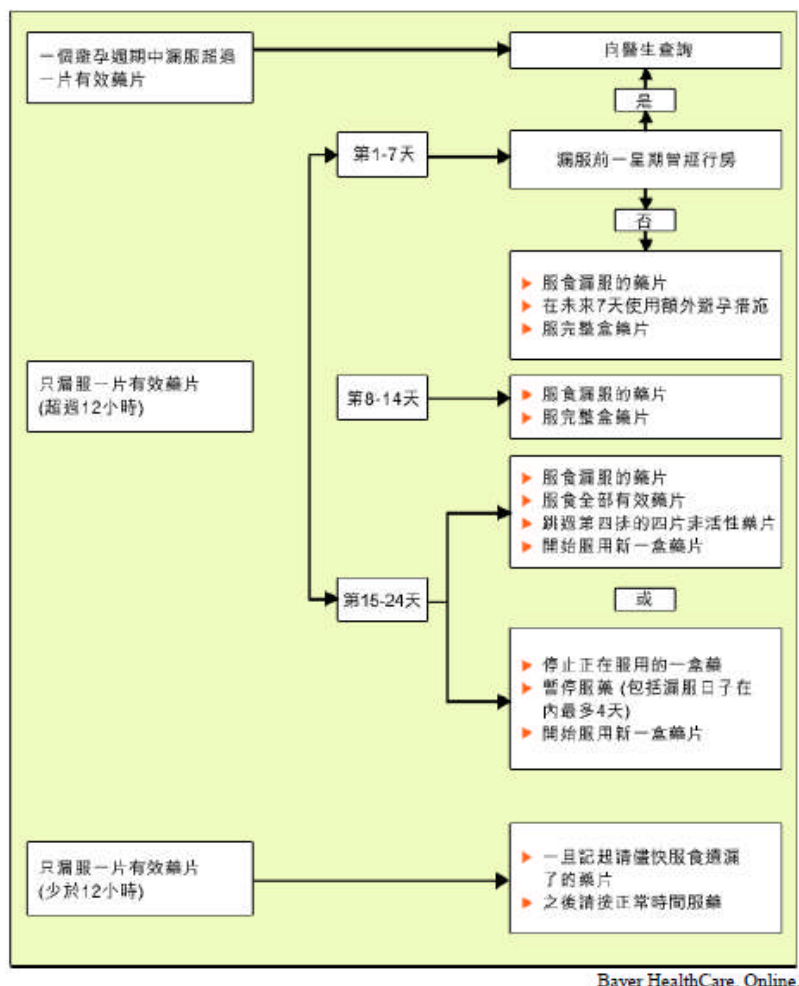 一個避孕週期中漏服超過
一片有效藥片
向醫生查詢
是
第1-7天
漏服前一星期曾經行房
否
▶ 服食漏服的藥片
▶ 在未來7天使用額外避孕措施
▶ 服完整盒藥片
只漏服一片有效藥片
(超過12小時)
第8-14天
▶ 服食漏服的藥片
▶ 服完整盒藥片
▶ 服食漏服的藥片
▶ 服食全部有效藥片
▶ 跳過第四排的四片非活性藥片
▶ 開始服用新一盒藥片
第15-24天
或
▶ 停止正在服用的一盒藥
▶ 暫停服藥 (包括漏服日子在
內最多4天)
▶ 開始服用新一盒藥片
只漏服一片有效藥片
(少於12小時)
▶ 一旦記起請儘快服食遺漏
了的藥片
▶ 之後請按正常時間服藥
Bayer HealthCare, Online